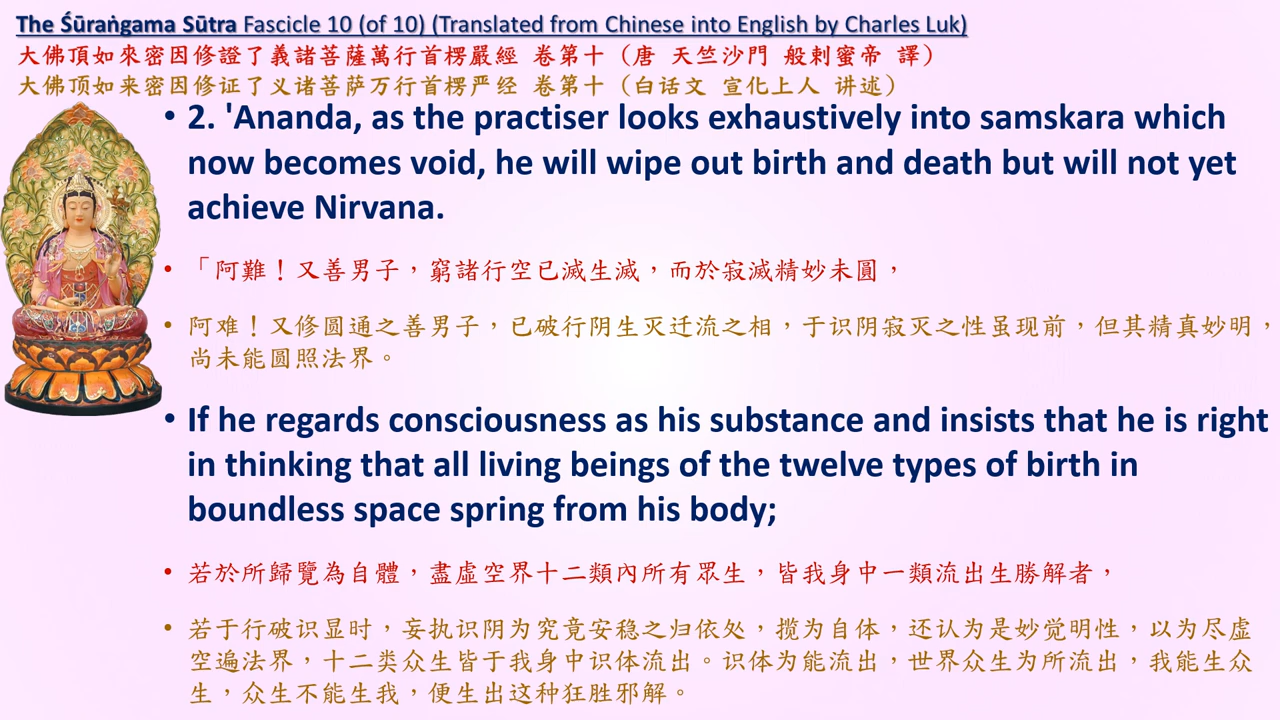 The Śūraṅgama Sūtra Fascicle 10 (of 10) (Translated from Chinese into English by Charles Luk)
大佛頂如來密因修證了義諸菩薩萬行首楞嚴經 卷第十（唐 天竺沙門 般剌蜜帝 譯）
大佛顶如来密因修证了义诸菩萨万行首楞严经 卷第十（白话文 宣化上人 讲述）
• 2. 'Ananda, as the practiser looks exhaustively into samskara which
now becomes void, he will wipe out birth and death but will not yet
achieve Nirvana.
• 「阿難！又善男子，窮諸行空已滅生滅，而於寂滅精妙未圓，
• 阿难！又修圆通之善男子，已破行阴生灭迁流之相，于识阴寂灭之性虽现前，但其精真妙明，
尚未能圆照法界。
• If he regards consciousness as his substance and insists that he is right
in thinking that all living beings of the twelve types of birth in
boundless space spring from his body;
• 若於所歸覽為自體，盡虛空界十二類內所有眾生，皆我身中一類流出生勝解者，
• 若于行破识显时，妄执识阴为究竟安稳之归依处，揽为自体，还认为是妙觉明性，以为尽虚
空遍法界，十二类众生皆于我身中识体流出。识体为能流出，世界众生为所流出，我能生众
生，众生不能生我，便生出这种狂胜邪解。